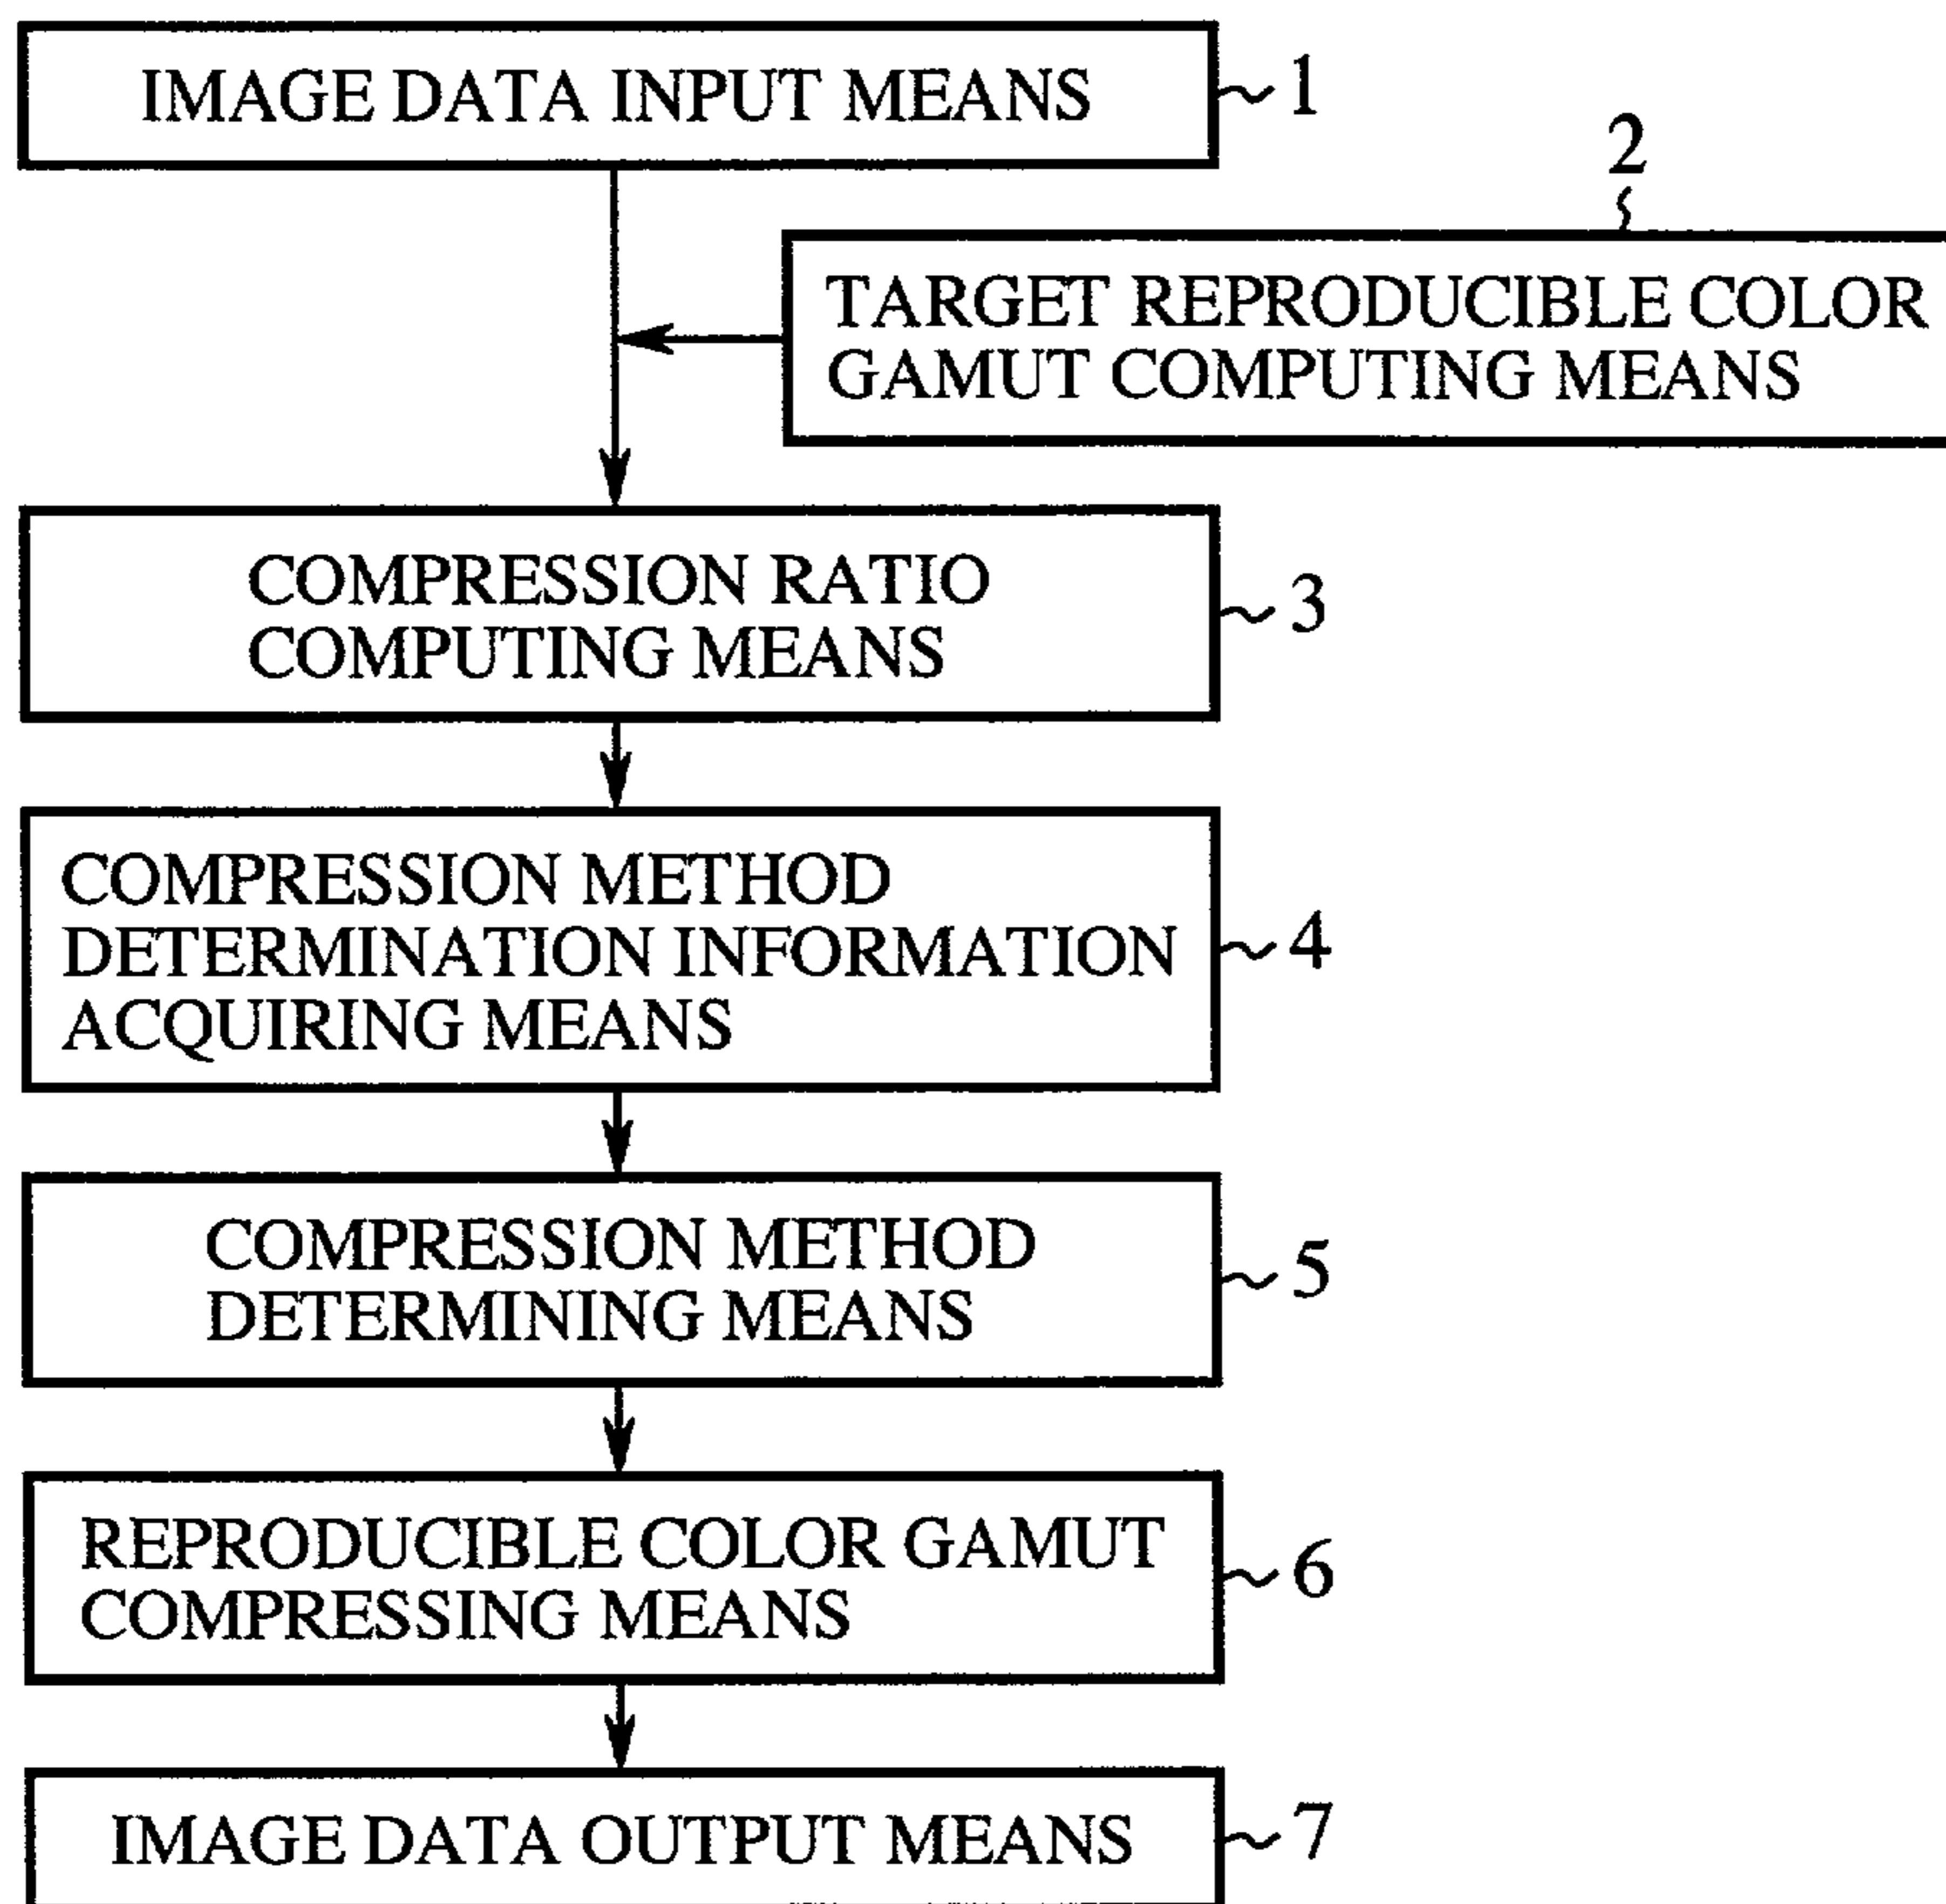 IMAGE DATA INPUT MEANS
1
2
TARGET REPRODUCIBLE COLOR
GAMUT COMPUTING MEANS
COMPRESSION RATIO
COMPUTING MEANS
3
COMPRESSION METHOD
DETERMINATION INFORMATION
ACQUIRING MEANS
4
COMPRESSION METHOD
DETERMINING MEANS
5
REPRODUCIBLE COLOR GAMUT
COMPRESSING MEANS
6
IMAGE DATA OUTPUT MEANS
7